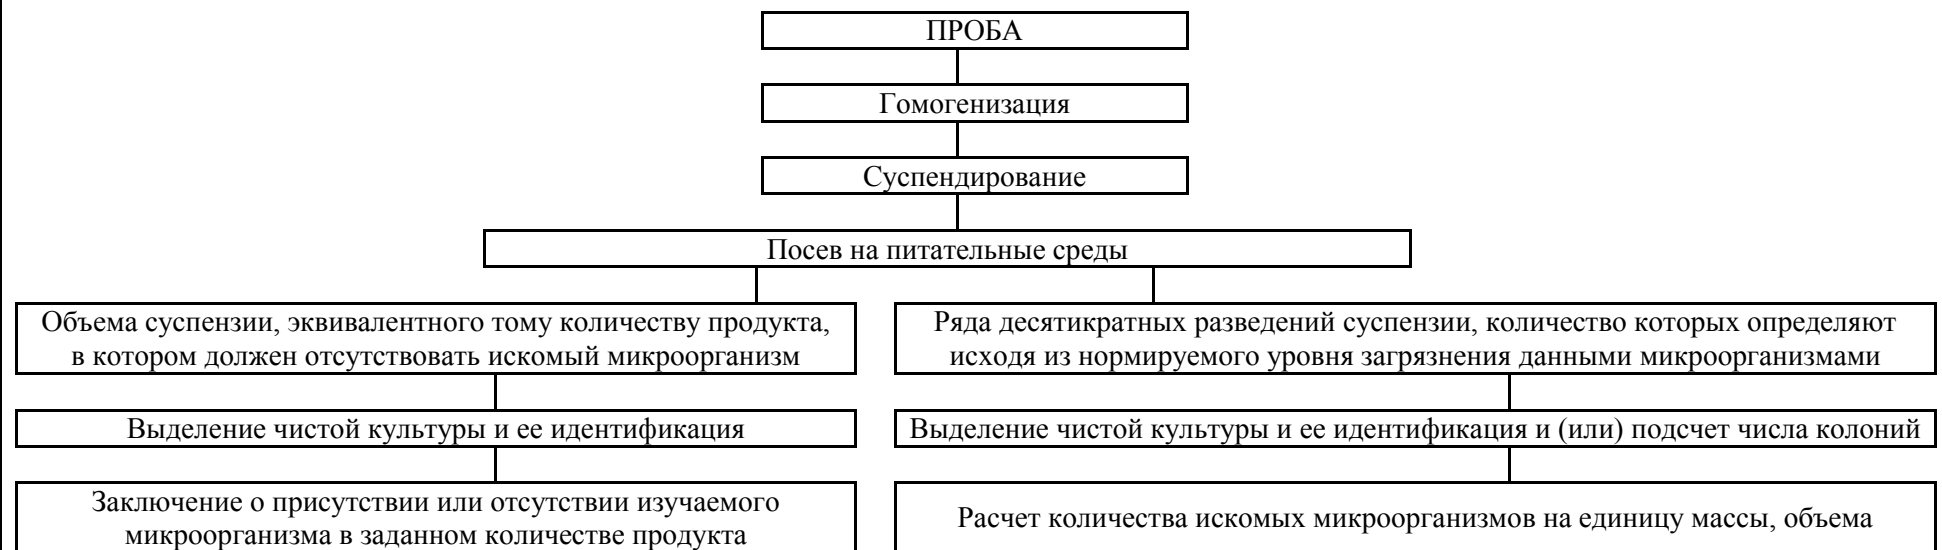 ПРОБА
Гомогенизация
Суспендирование
Посев на питательные среды
Объема суспензии, эквивалентного тому количеству продукта,
в котором должен отсутствовать искомый микроорганизм
Ряда десятикратных разведений суспензии, количество которых определяют
исходя из нормируемого уровня загрязнения данными микроорганизмами
Выделение чистой культуры и ее идентификация
Выделение чистой культуры и ее идентификация и (или) подсчет числа колоний
Заключение о присутствии или отсутствии изучаемого
микроорганизма в заданном количестве продукта
Расчет количества искомых микроорганизмов на единицу массы, объема